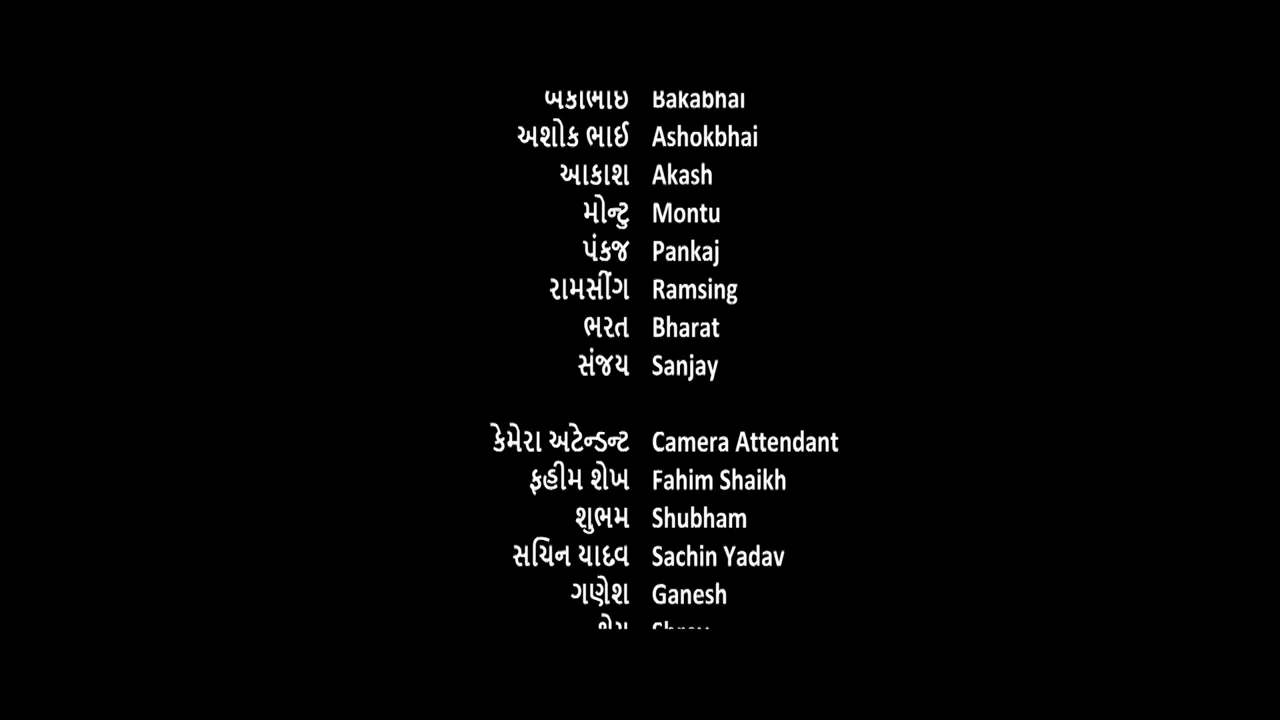 બકાભાઈ Bakabhai
અશોક ભાઈ Ashokbhai
આકાશ Akash
મોન્ટુ Montu
પંકજ Pankaj
રામસીંગ Ramsing
ભરત Bharat
સંજય Sanjay
કેમેરા અટેન્ડન્ટ Camera Attendant
ફહીમ શેખ Fahim Shaikh
શુભમ Shubham
સચિન યાદવ Sachin Yadav
ગણેશ Ganesh